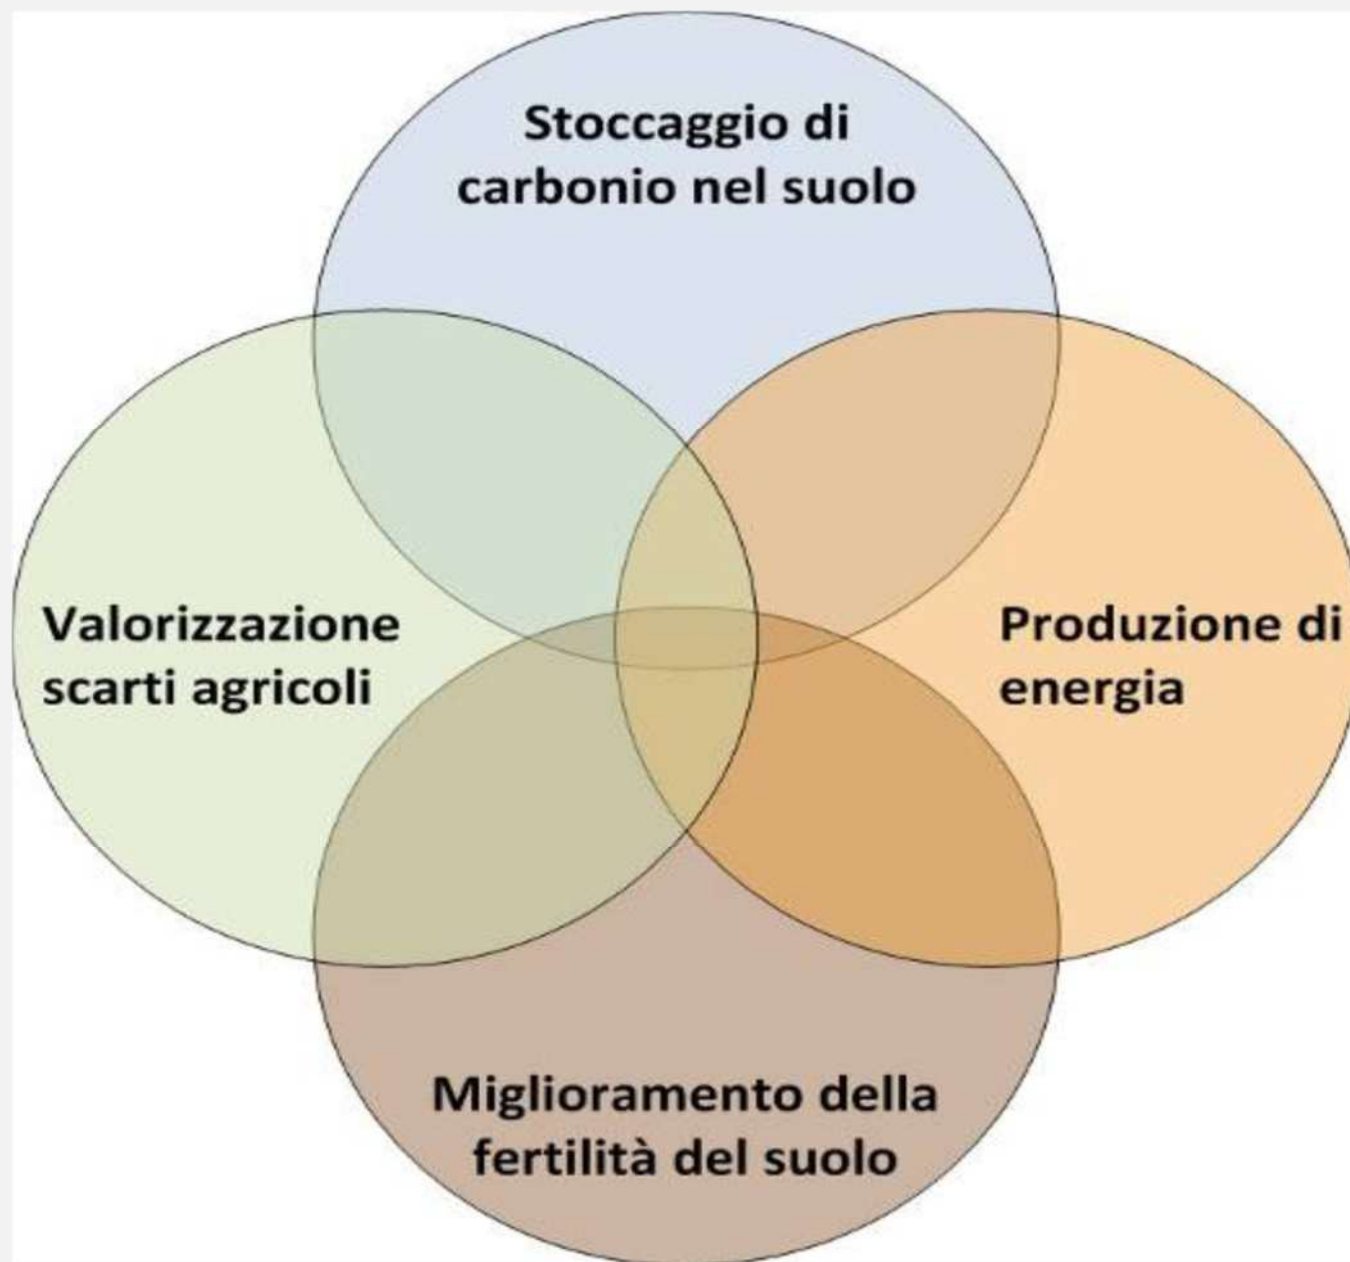 Stoccaggio di
carbonio nel suolo
Valorizzazione
scarti agricoli
Produzione di
energia
Miglioramento della
fertilità del suolo